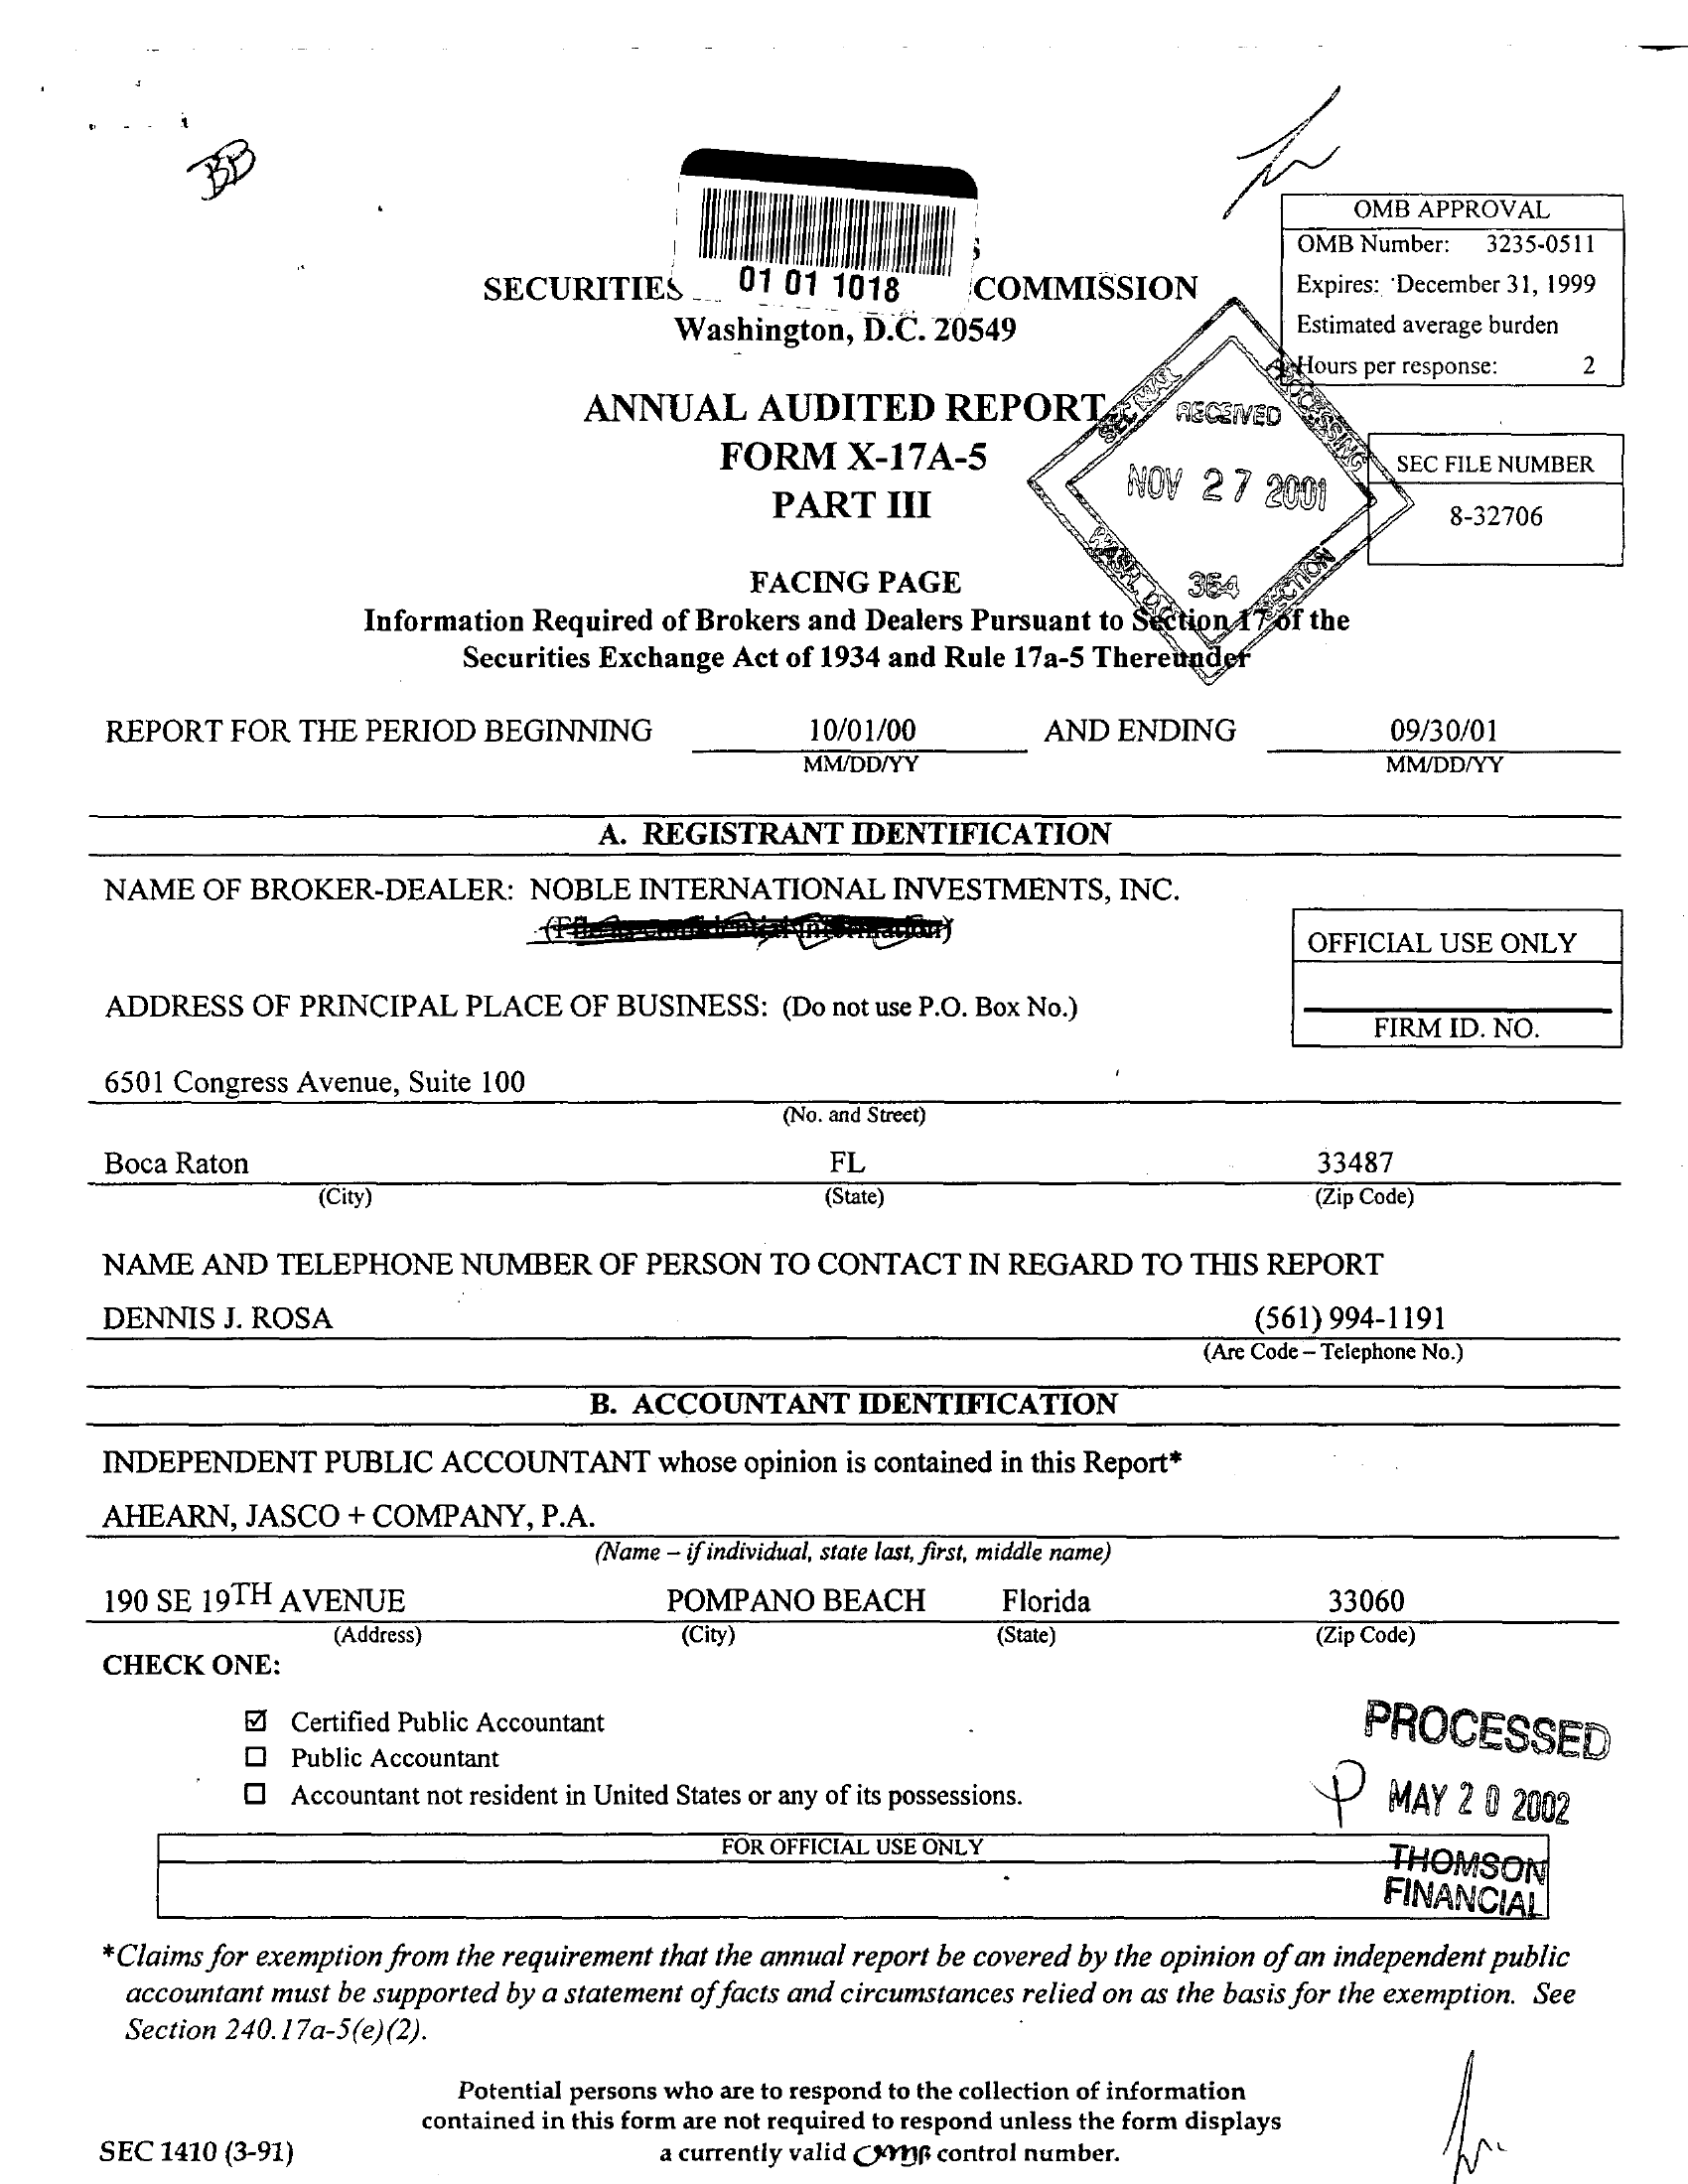 BB
OMB APPROVAL
OMB Number: 3235-0511
Expires: December 31, 1999
Estimated average burden
Hours per response: 2
01 01 1018
SECURITIES COMMISSION
Washington, D.C. 20549
ANNUAL AUDITED REPORT
FORM X-17A-5
PART III
RECEIVED
NOV 27 2001
364
SECTION
PROCESSING
SEC FILE NUMBER
8-32706
FACING PAGE
Information Required of Brokers and Dealers Pursuant to Section 17 of the
Securities Exchange Act of 1934 and Rule 17a-5 Thereunder
REPORT FOR THE PERIOD BEGINNING 10/01/00 AND ENDING 09/30/01
MM/DD/YY MM/DD/YY
A. REGISTRANT IDENTIFICATION
NAME OF BROKER-DEALER: NOBLE INTERNATIONAL INVESTMENTS, INC.
OFFICIAL USE ONLY
FIRM ID. NO.
ADDRESS OF PRINCIPAL PLACE OF BUSINESS: (Do not use P.O. Box No.)
6501 Congress Avenue, Suite 100
(No. and Street)
Boca Raton FL 33487
(City) (State) (Zip Code)
NAME AND TELEPHONE NUMBER OF PERSON TO CONTACT IN REGARD TO THIS REPORT
DENNIS J. ROSA (561) 994-1191
(Are Code – Telephone No.)
B. ACCOUNTANT IDENTIFICATION
INDEPENDENT PUBLIC ACCOUNTANT whose opinion is contained in this Report*
AHEARN, JASCO + COMPANY, P.A.
(Name – if individual, state last, first, middle name)
190 SE 19TH AVENUE POMPANO BEACH Florida 33060
(Address) (City) (State) (Zip Code)
CHECK ONE:
☑ Certified Public Accountant
☐ Public Accountant
☐ Accountant not resident in United States or any of its possessions.
PROCESSED
P MAY 20 2002
THOMSON
FINANCIAL
FOR OFFICIAL USE ONLY
*Claims for exemption from the requirement that the annual report be covered by the opinion of an independent public
accountant must be supported by a statement of facts and circumstances relied on as the basis for the exemption. See
Section 240.17a-5(e)(2).
Potential persons who are to respond to the collection of information
contained in this form are not required to respond unless the form displays
SEC 1410 (3-91) a currently valid OMB control number.